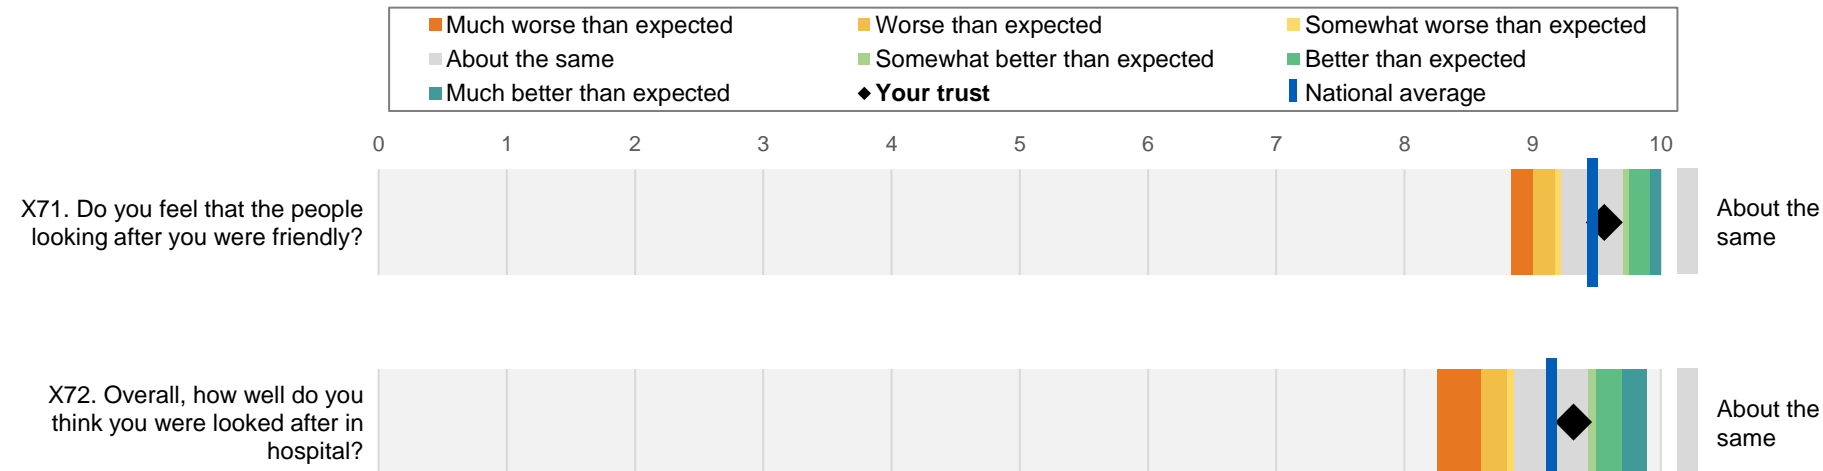 Much worse than expected
Worse than expected
Somewhat worse than expected
About the same
Somewhat better than expected
Better than expected
Much better than expected
Your trust
National average
0 1 2 3 4 5 6 7 8 9 10
X71. Do you feel that the people
looking after you were friendly?
About the
same
X72. Overall, how well do you
think you were looked after in
hospital?
About the
same